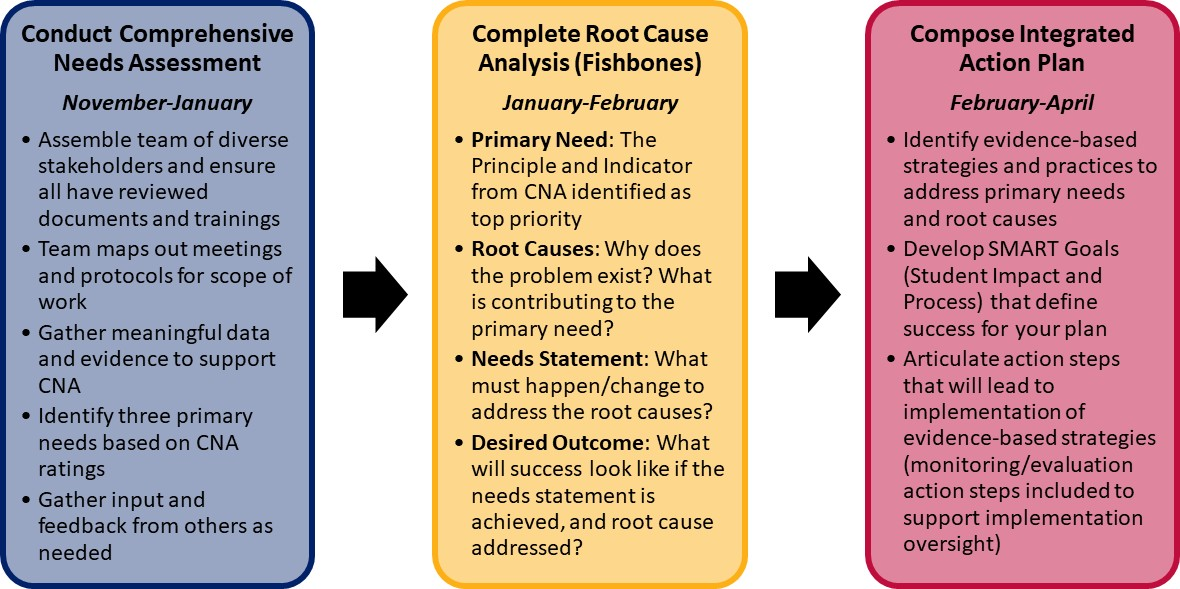 Conduct Comprehensive
Needs Assessment
November-January
• Assemble team of diverse
stakeholders and ensure
all have reviewed
documents and trainings
• Team maps out meetings
and protocols for scope of
work
• Gather meaningful data
and evidence to support
CNA
• Identify three primary
needs based on CNA
ratings
• Gather input and
feedback from others as
needed
Complete Root Cause
Analysis (Fishbones)
January-February
• Primary Need: The
Principle and Indicator
from CNA identified as
top priority
• Root Causes: Why does
the problem exist? What
is contributing to the
primary need?
• Needs Statement: What
must happen/change to
address the root causes?
• Desired Outcome: What
will success look like if the
needs statement is
achieved, and root cause
addressed?
Compose Integrated
Action Plan
February-April
• Identify evidence-based
strategies and practices to
address primary needs
and root causes
• Develop SMART Goals
(Student Impact and
Process) that define
success for your plan
• Articulate action steps
that will lead to
implementation of
evidence-based strategies
(monitoring/evaluation
action steps included to
support implementation
oversight)